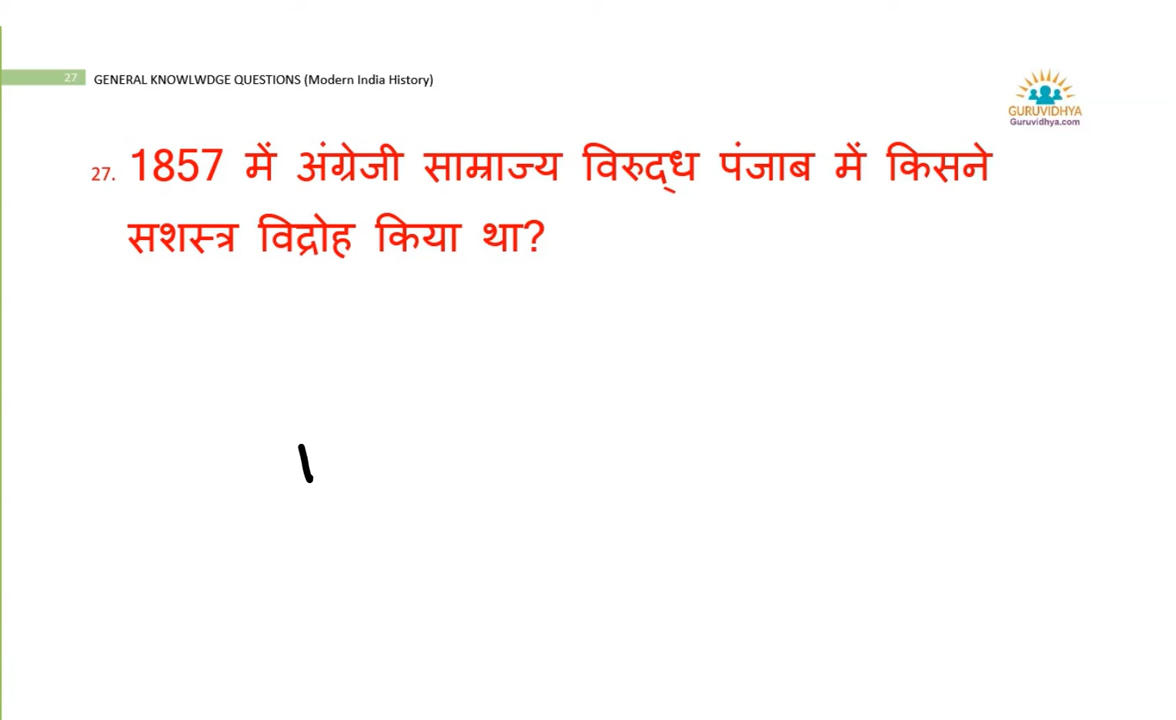 27 GENERAL KNOWLWDGE QUESTIONS (Modern India History)
GURUVIDHYA
Guruvidhya.com
27. 1857 में अंग्रेजी साम्राज्य विरुद्ध पंजाब में किसने
सशस्त्र विद्रोह किया था?